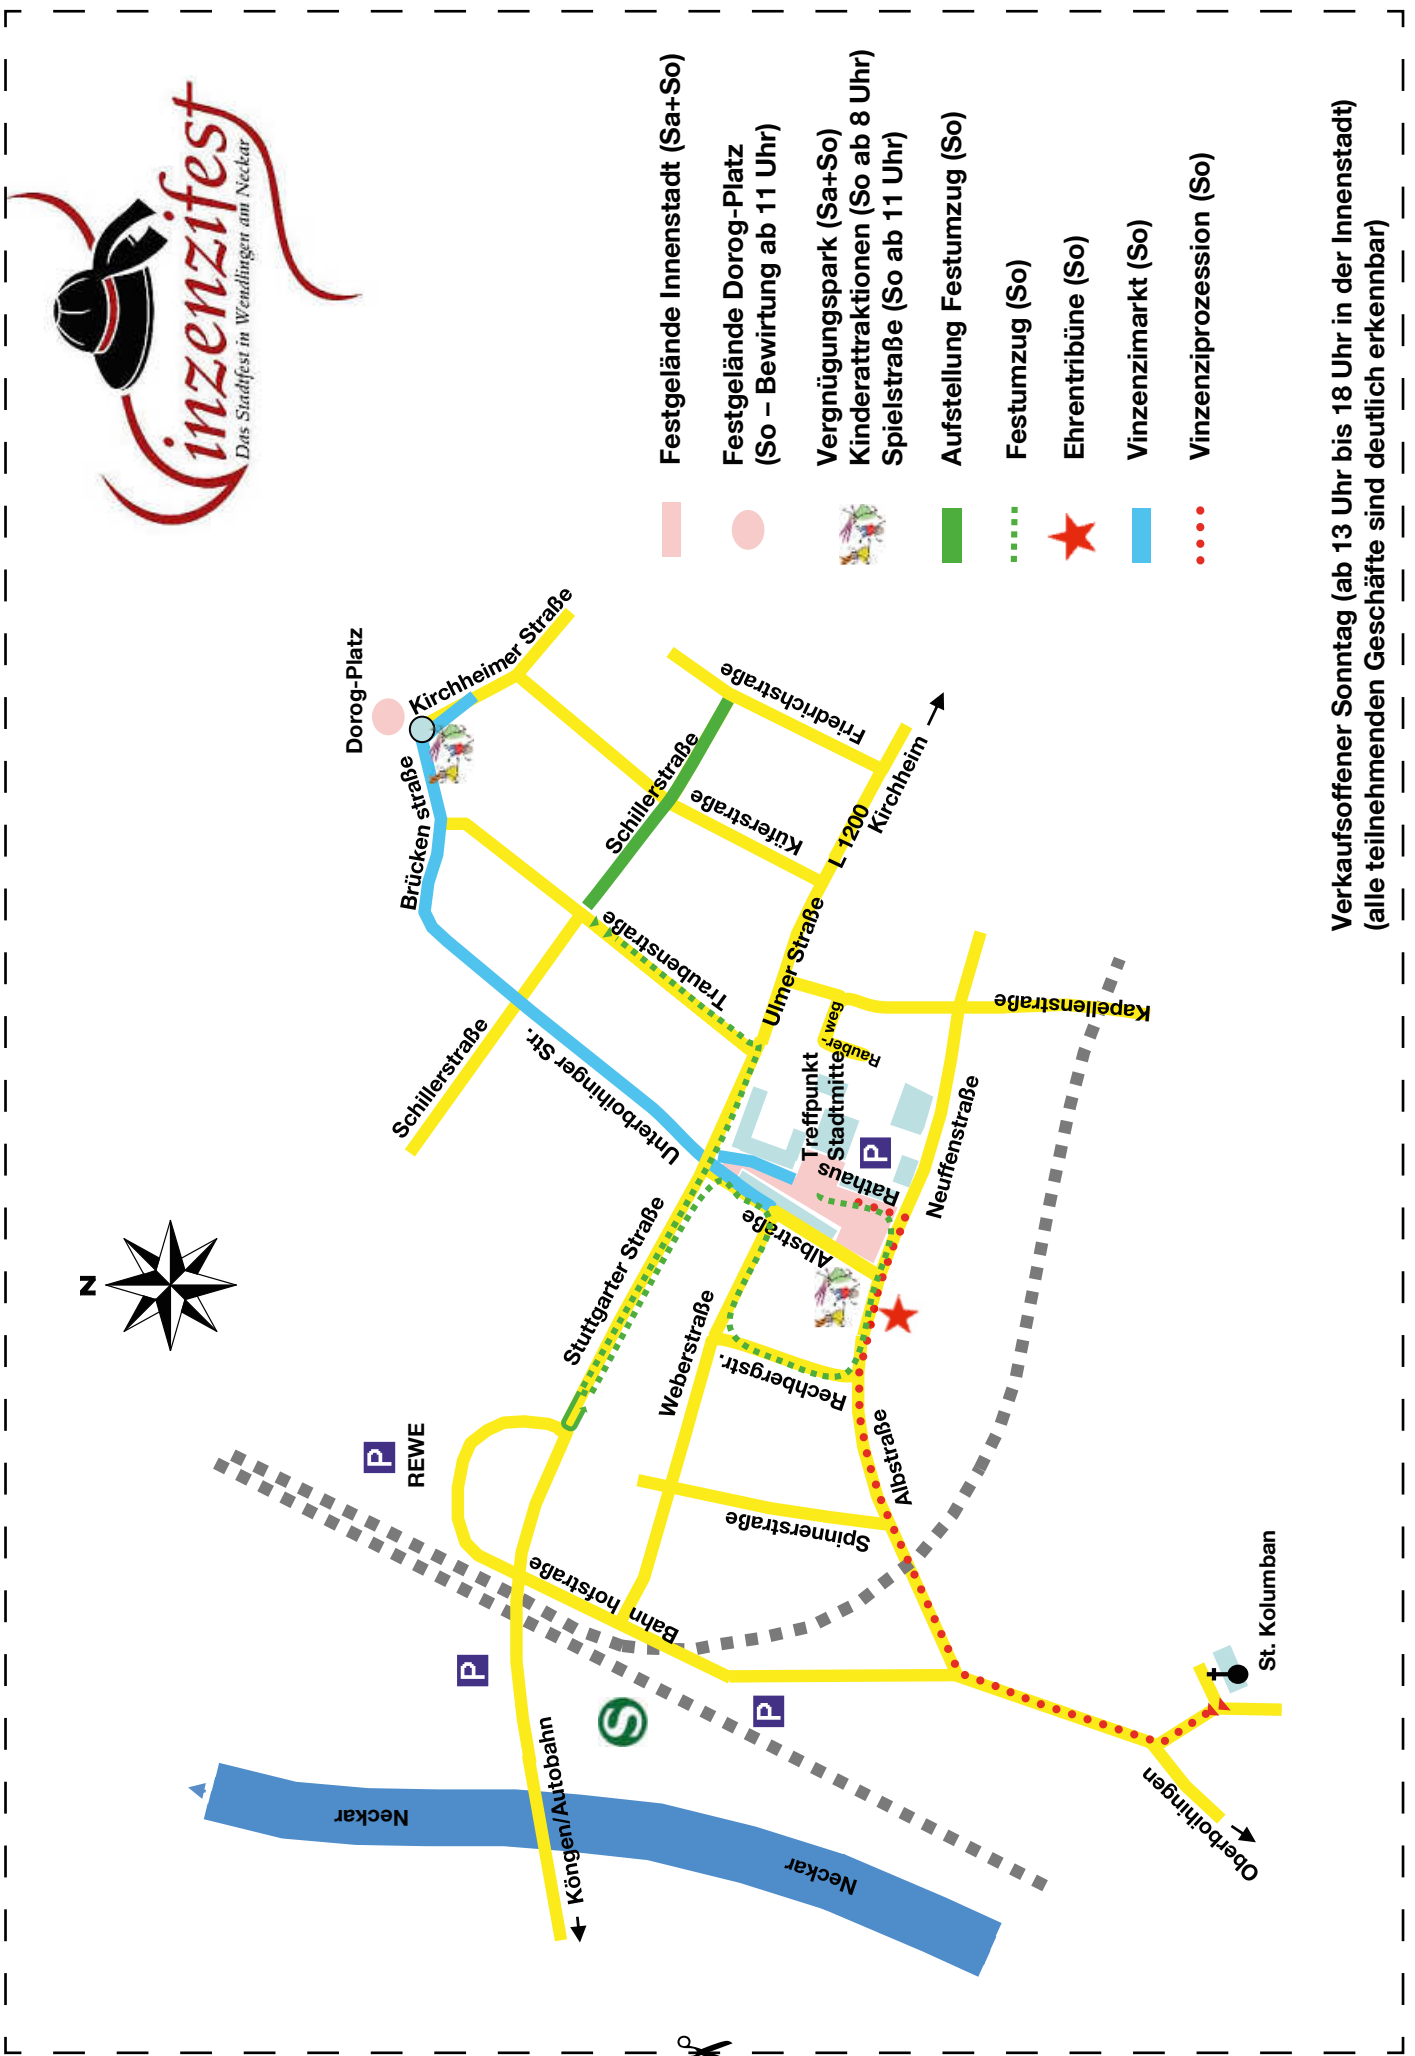 Vinzenzifest
Das Stadtfest in Wendlingen am Neckar
N
Dorog-Platz
Kirchheimer Straße
Brücken straße
Schillerstraße
Schillerstraße
Friedrichstraße
Küferstraße
Traubenstraße
Unterboihinger Str.
L 1200
Kirchheim
Ulmer Straße
Stuttgarter Straße
Rauber-
weg
Kapellenstraße
Treffpunkt
Stadtmitte
P
Rathaus
Neuffenstraße
Albstraße
Weberstraße
Rechbergstr.
Albstraße
Spinnerstraße
P
REWE
Bahn hofstraße
P
S
P
Köngen/Autobahn
Neckar
Neckar
St. Kolumban
Oberboihingen
Festgelände Innenstadt (Sa+So)
Festgelände Dorog-Platz
(So – Bewirtung ab 11 Uhr)
Vergnügungspark (Sa+So)
Kinderattraktionen (So ab 8 Uhr)
Spielstraße (So ab 11 Uhr)
Aufstellung Festumzug (So)
Festumzug (So)
Ehrentribüne (So)
Vinzenzimarkt (So)
Vinzenziprozession (So)
Verkaufsoffener Sonntag (ab 13 Uhr bis 18 Uhr in der Innenstadt)
(alle teilnehmenden Geschäfte sind deutlich erkennbar)